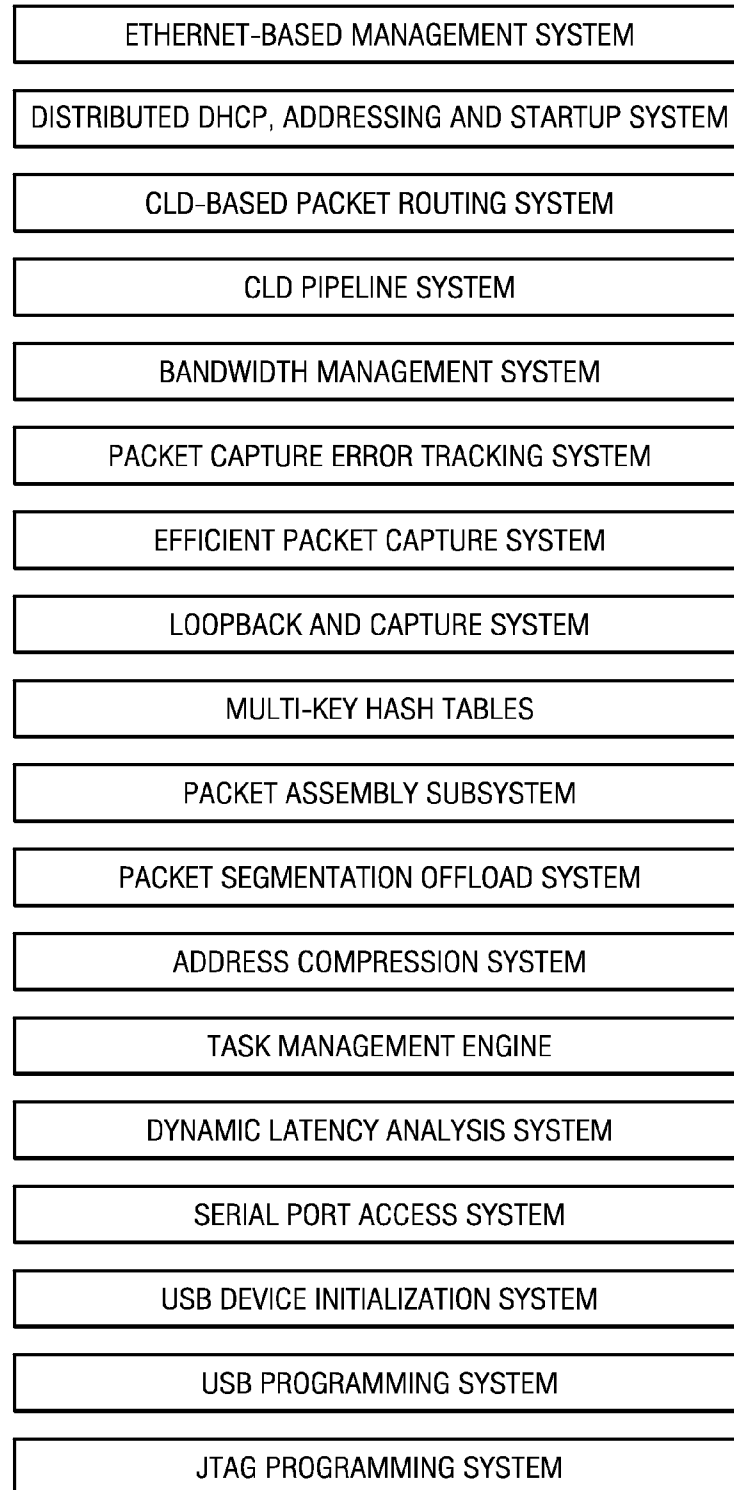 ETHERNET-BASED MANAGEMENT SYSTEM
DISTRIBUTED DHCP, ADDRESSING AND STARTUP SYSTEM
CLD-BASED PACKET ROUTING SYSTEM
CLD PIPELINE SYSTEM
BANDWIDTH MANAGEMENT SYSTEM
PACKET CAPTURE ERROR TRACKING SYSTEM
EFFICIENT PACKET CAPTURE SYSTEM
LOOPBACK AND CAPTURE SYSTEM
MULTI-KEY HASH TABLES
PACKET ASSEMBLY SUBSYSTEM
PACKET SEGMENTATION OFFLOAD SYSTEM
ADDRESS COMPRESSION SYSTEM
TASK MANAGEMENT ENGINE
DYNAMIC LATENCY ANALYSIS SYSTEM
SERIAL PORT ACCESS SYSTEM
USB DEVICE INITIALIZATION SYSTEM
USB PROGRAMMING SYSTEM
JTAG PROGRAMMING SYSTEM